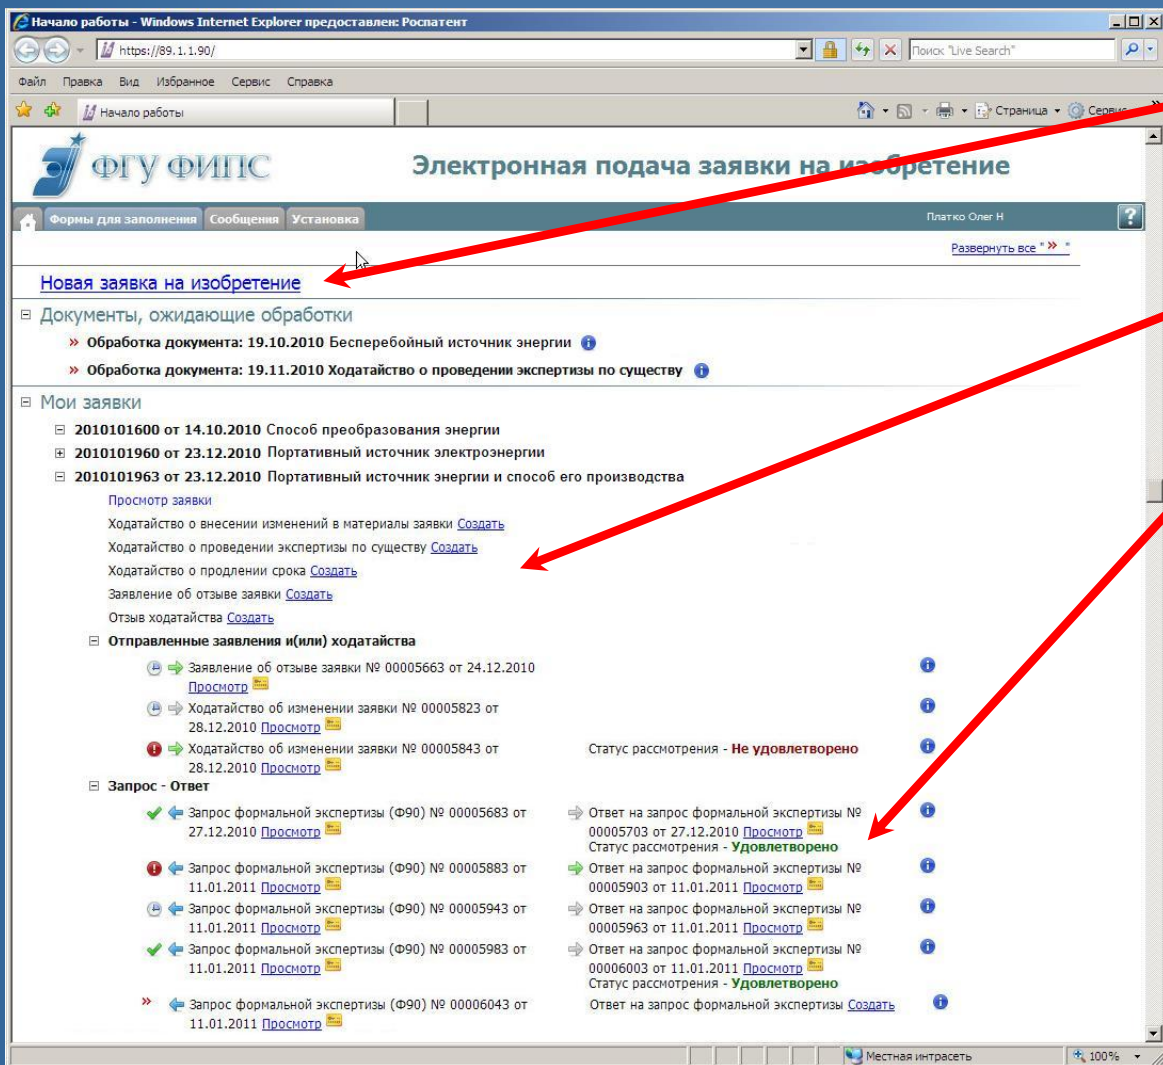 Начало работы - Windows Internet Explorer предоставлен: Роспатент
https://89.1.1.90/
Поиск "Live Search"
Файл Правка Вид Избранное Сервис Справка
Начало работы
Страница Сервис
ФГУ ФИПС
Электронная подача заявки на изобретение
Формы для заполнения Сообщения Установка
Платко Олег Н
?
Развернуть все " » "
Новая заявка на изобретение
Документы, ожидающие обработки
» Обработка документа: 19.10.2010 Бесперебойный источник энергии
» Обработка документа: 19.11.2010 Ходатайство о проведении экспертизы по существу
Мои заявки
2010101600 от 14.10.2010 Способ преобразования энергии
2010101960 от 23.12.2010 Портативный источник электроэнергии
2010101963 от 23.12.2010 Портативный источник энергии и способ его производства
Просмотр заявки
Ходатайство о внесении изменений в материалы заявки Создать
Ходатайство о проведении экспертизы по существу Создать
Ходатайство о продлении срока Создать
Заявление об отзыве заявки Создать
Отзыв ходатайства Создать
Отправленные заявления и(или) ходатайства
Заявление об отзыве заявки № 00005663 от 24.12.2010
Просмотр
Ходатайство об изменении заявки № 00005823 от
28.12.2010 Просмотр
Ходатайство об изменении заявки № 00005843 от
28.12.2010 Просмотр
Статус рассмотрения - Не удовлетворено
Запрос - Ответ
Запрос формальной экспертизы (Ф90) № 00005683 от
27.12.2010 Просмотр
Ответ на запрос формальной экспертизы №
00005703 от 27.12.2010 Просмотр
Статус рассмотрения - Удовлетворено
Запрос формальной экспертизы (Ф90) № 00005883 от
11.01.2011 Просмотр
Ответ на запрос формальной экспертизы №
00005903 от 11.01.2011 Просмотр
Запрос формальной экспертизы (Ф90) № 00005943 от
11.01.2011 Просмотр
Ответ на запрос формальной экспертизы №
00005963 от 11.01.2011 Просмотр
Запрос формальной экспертизы (Ф90) № 00005983 от
11.01.2011 Просмотр
Ответ на запрос формальной экспертизы №
00006003 от 11.01.2011 Просмотр
Статус рассмотрения - Удовлетворено
» Запрос формальной экспертизы (Ф90) № 00006043 от
11.01.2011 Просмотр
Ответ на запрос формальной экспертизы Создать
Местная интрасеть
100%